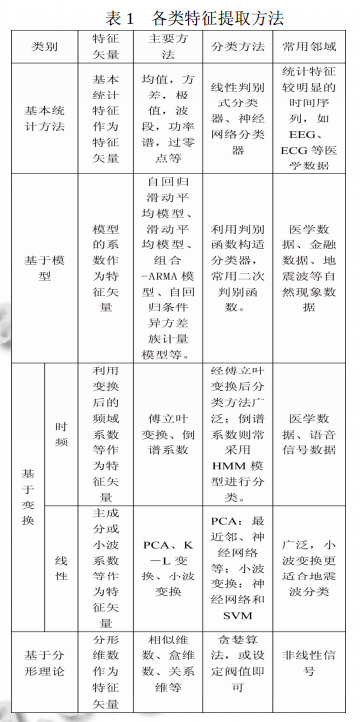 表 1 各类特征提取方法
类别
特征
矢量
主要方
法
分类方法
常用邻域
基本统
计方法
基本
统计
特征
作为
特征
矢量
均值，方
差，极
值，波
段，功率
谱，过零
点等
线性判别
式分类
器、神经
网络分类
器
统计特征
较明显的
时间序
列，如
EEG、
ECG 等医
学数据
基于模
型
模型
的系
数作
为特
征矢
量
自回归
滑动平
均模型、
滑动平
均模型、
组合
-ARMA 模
型、自回
归条件
异方差
族计量
模型等。
利用判别
函数构适
分类器，
常用二次
判别函
数。
医学数
据、金融
数据、地
震波等自
然现象数
据
基
于
变
换
时
频
利用
变换
后的
频域
系数
等作
为特
征矢
量
傅立叶
变换、倒
谱系数
经傅立叶
变换后分
类方法广
泛；倒谱
系数则常
采用
HMM 模
型进行分
类。
医学数
据、语音
信号数据
线
性
主成
分或
小波
系数
等作
为特
征矢
量
PCA、K
－L 变
换、小波
变换
PCA：最
近邻、神
经网络
等；小波
变换：神
经网络和
SVM
广泛，小
波变换更
适合地震
波分类
基于分
形理论
分形
维数
作为
特征
矢量
相似维
数、盒维
数、关系
维等
贪婪算
法，或设
定阀值即
可
非线性信
号